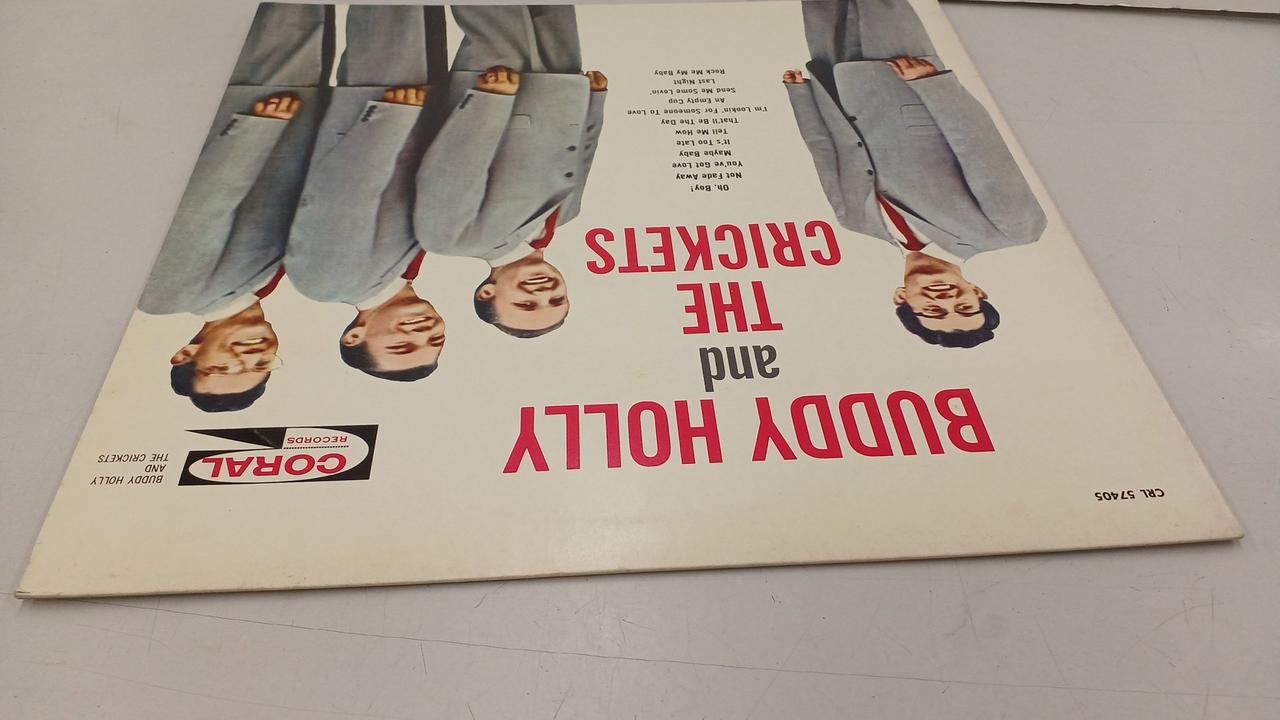 CRL 57405
CORAL
RECORDS
BUDDY HOLLY
AND
THE CRICKETS
BUDDY HOLLY
and
THE
CRICKETS
Oh, Boy!
Not Fade Away
You've Got Love
Maybe Baby
It's Too Late
Tell Me How
That'll Be The Day
I'm Lookin' For Someone To Love
An Empty Cup
Send Me Some Lovin'
Last Night
Rock Me My Baby